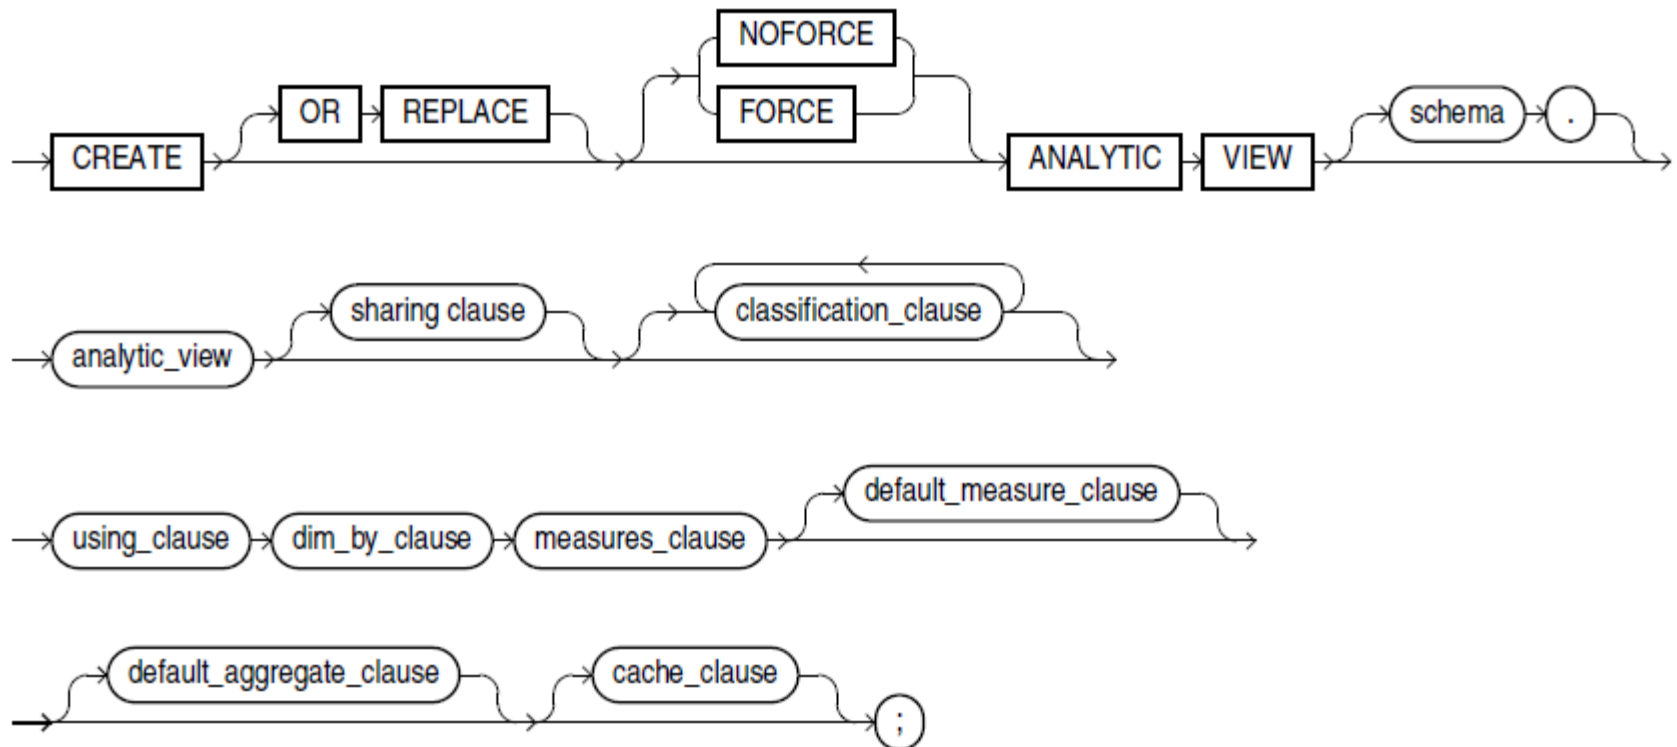 NOFORCE
OR REPLACE FORCE schema .
CREATE ANALYTIC VIEW
sharing clause classification_clause
analytic_view
default_measure_clause
using_clause dim_by_clause measures_clause
default_aggregate_clause cache_clause
;